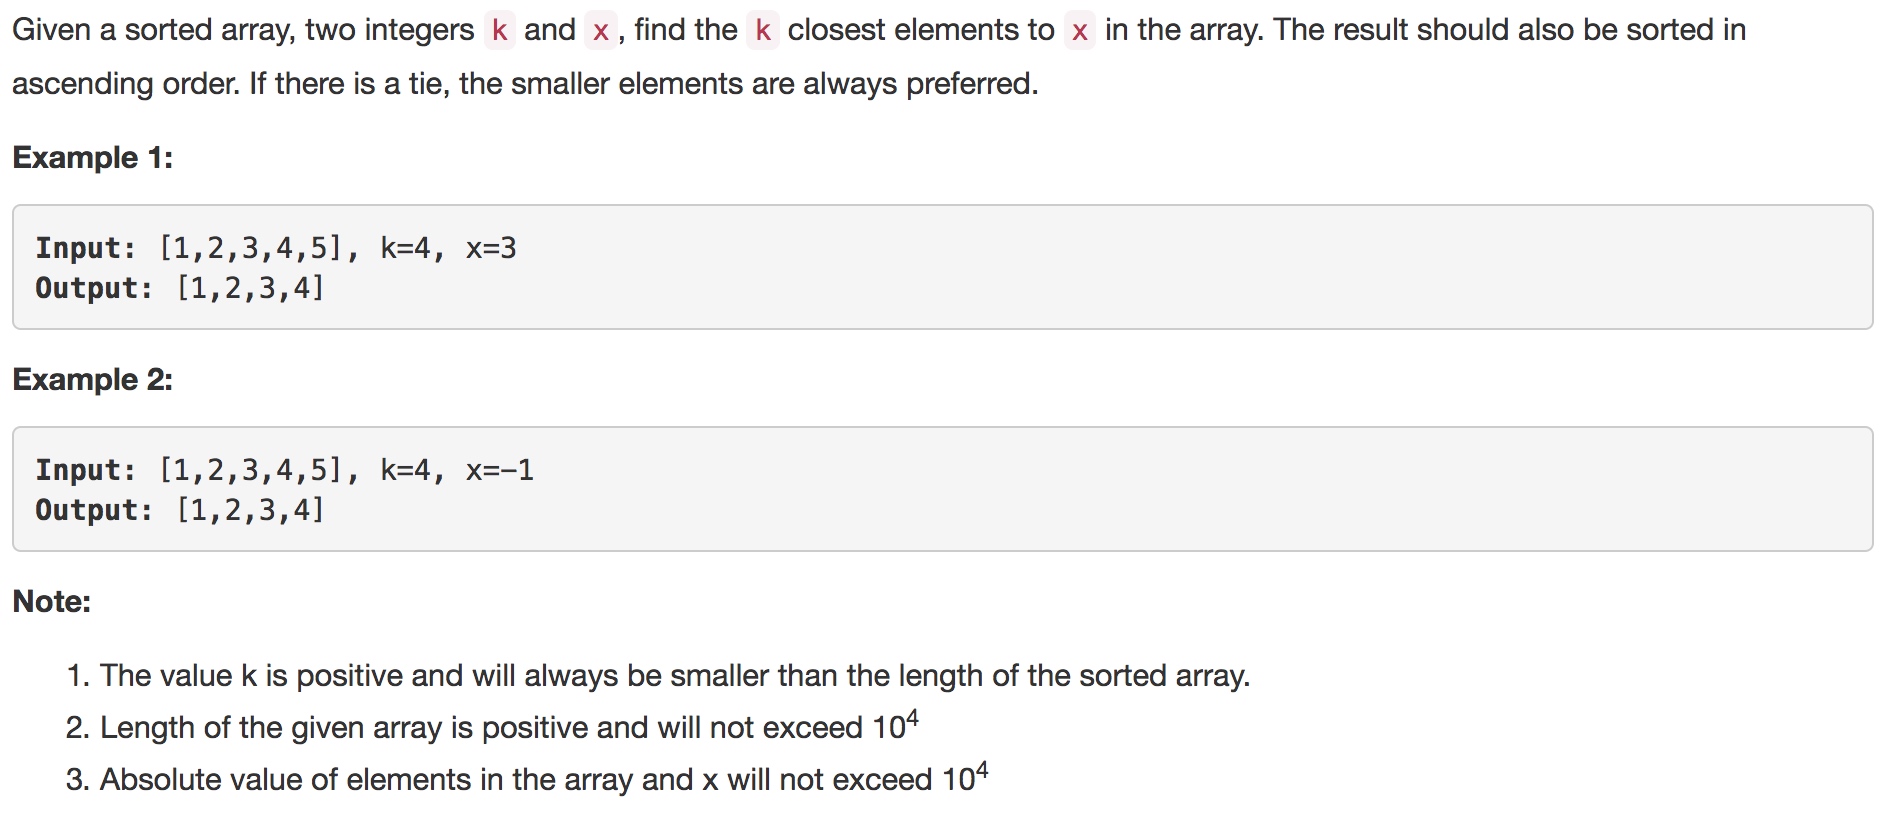 Given a sorted array, two integers k and x, find the k closest elements to x in the array. The result should also be sorted in
ascending order. If there is a tie, the smaller elements are always preferred.
Example 1:
Input: [1,2,3,4,5], k=4, x=3
Output: [1,2,3,4]
Example 2:
Input: [1,2,3,4,5], k=4, x=-1
Output: [1,2,3,4]
Note:
1. The value k is positive and will always be smaller than the length of the sorted array.
2. Length of the given array is positive and will not exceed 10⁴
3. Absolute value of elements in the array and x will not exceed 10⁴